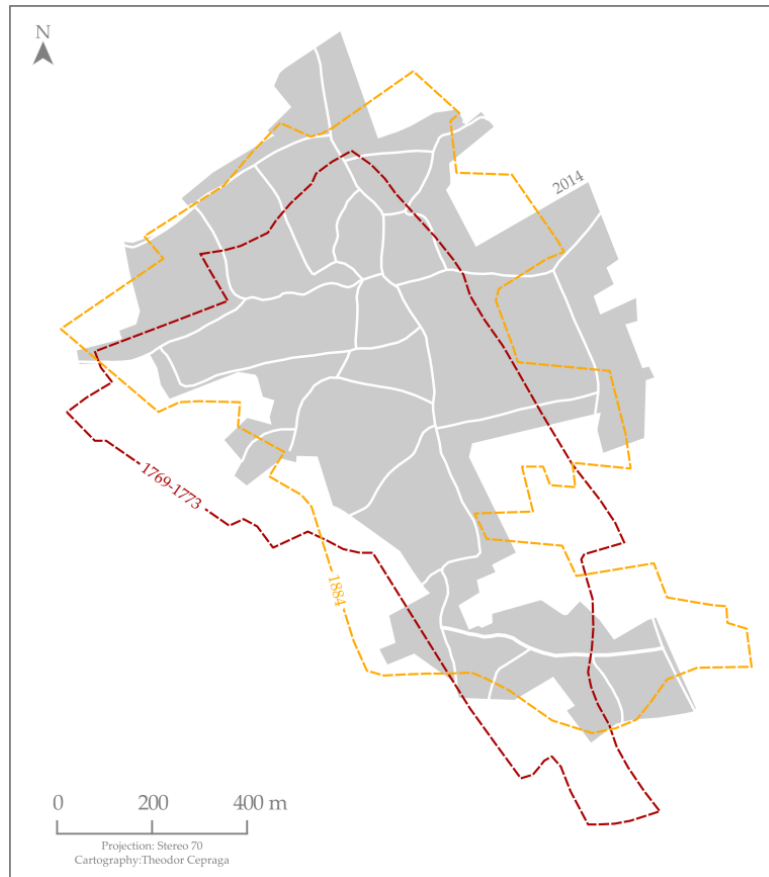 N
2014
1769-1773
1884
0 200 400 m
Projection: Stereo 70
Cartography:Theodor Cepraga